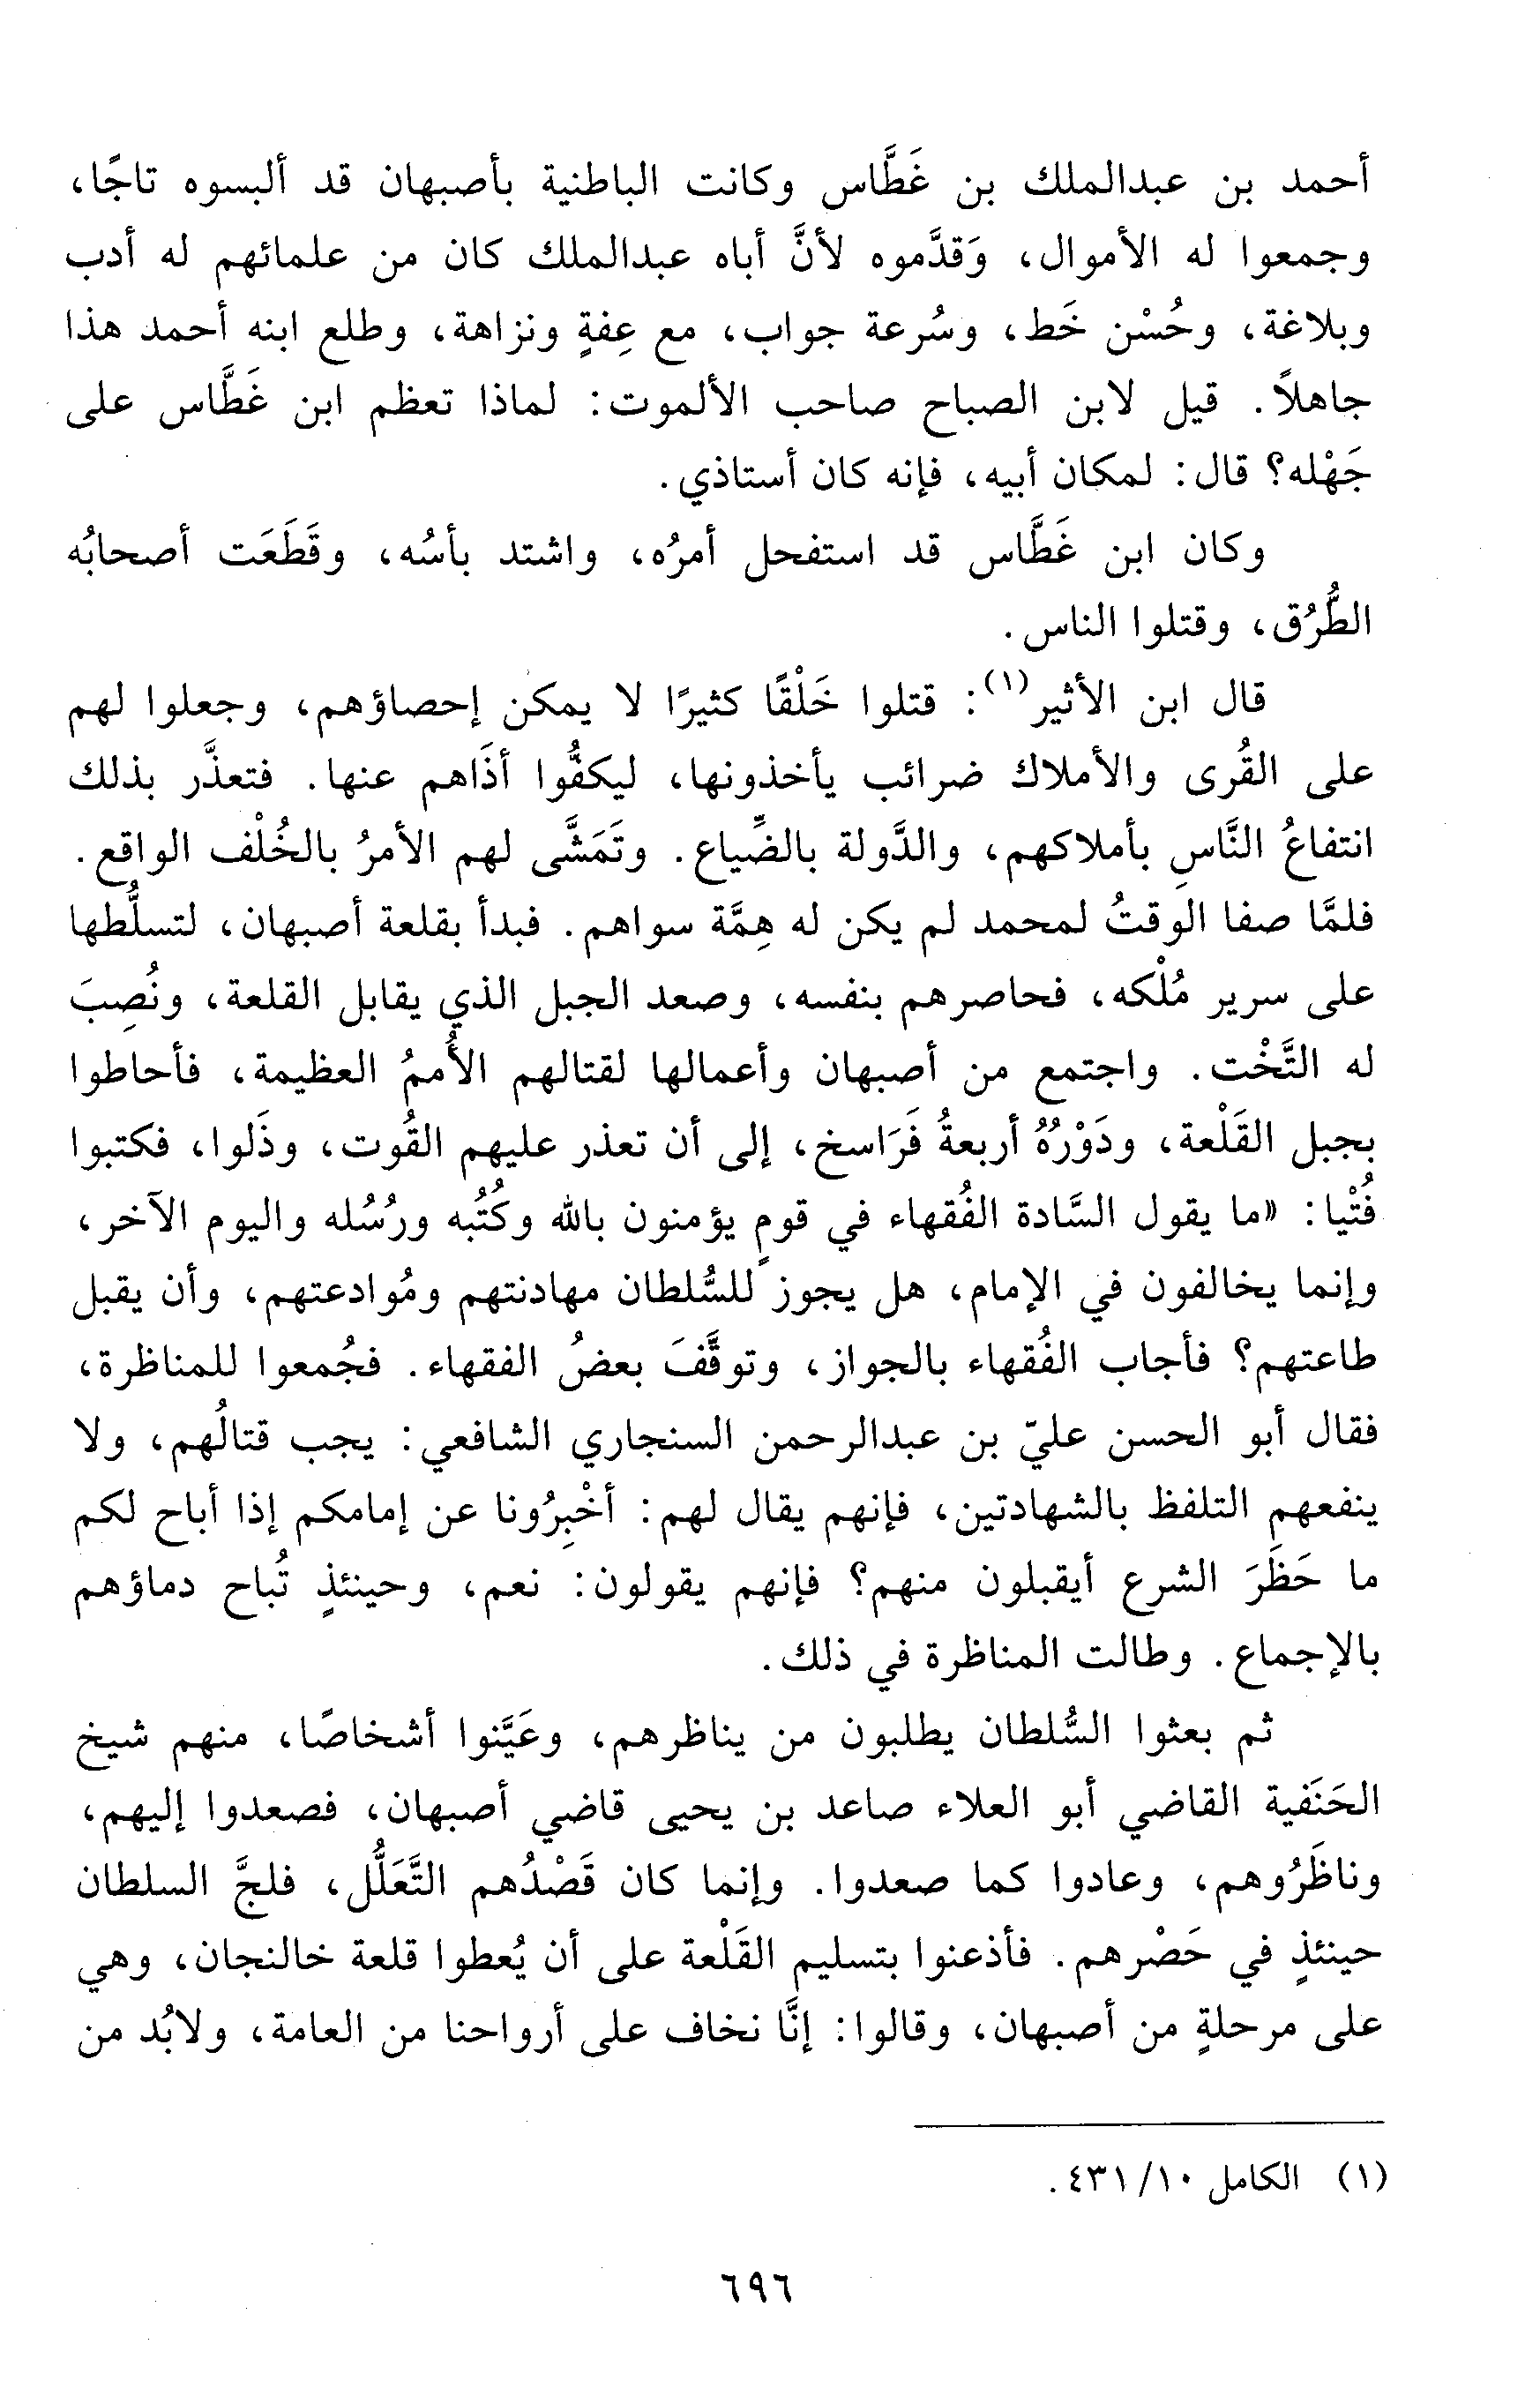 أحمد بن عبدالملك بن غَطَّاس وكانت الباطنية بأصبهان قد ألبسوه تاجًا،
وجمعوا له الأموال، وَقدَّموه لأنَّ أباه عبدالملك كان من علمائهم له أدب
وبلاغة، وحُسْن خَط، وسُرعة جواب، مع عِفةٍ ونزاهة، وطلع ابنه أحمد هذا
جاهلاً. قيل لابن الصباح صاحب الألموت: لماذا تعظم ابن غَطَّاس على
جَهْله؟ قال: لمكان أبيه، فإنه كان أستاذي.
وكان ابن غَطَّاس قد استفحل أمرُه، واشتد بأسُه، وقَطَعَت أصحابُه
الطُّرُق، وقتلوا الناس.
قال ابن الأثير(١): قتلوا خَلْقًا كثيرًا لا يمكن إحصاؤهم، وجعلوا لهم
على القُرى والأملاك ضرائب يأخذونها، ليكفُّوا أذَاهم عنها. فتعذَّر بذلك
انتفاعُ النَّاسِ بأملاكهم، والدَّولة بالضِّياع. وتَمَشَّى لهم الأمرُ بالخُلْف الواقع.
فلمَّا صفا الوقتُ لمحمد لم يكن له هِمَّة سواهم. فبدأ بقلعة أصبهان، لتسلُّطها
على سرير مُلْكه، فحاصرهم بنفسه، وصعد الجبل الذي يقابل القلعة، ونُصِبَ
له التَّخْت. واجتمع من أصبهان وأعمالها لقتالهم الأُممُ العظيمة، فأحاطوا
بجبل القَلْعة، ودَوْرُهُ أربعةُ فَرَاسخ، إلى أن تعذر عليهم القُوت، وذَلوا، فكتبوا
فُتْيا: «ما يقول السَّادة الفُقهاء في قومٍ يؤمنون بالله وكُتُبه ورُسُله واليوم الآخر،
وإنما يخالفون في الإمام، هل يجوز للسُّلطان مهادنتهم ومُوادعتهم، وأن يقبل
طاعتهم؟ فأجاب الفُقهاء بالجواز، وتوقَّفَ بعضُ الفقهاء. فجُمعوا للمناظرة،
فقال أبو الحسن عليّ بن عبدالرحمن السنجاري الشافعي: يجب قتالُهم، ولا
ينفعهم التلفظ بالشهادتين، فإنهم يقال لهم: أخْبِرُونا عن إمامكم إذا أباح لكم
ما حَظَرَ الشرع أيقبلون منهم؟ فإنهم يقولون: نعم، وحينئذٍ تُباح دماؤهم
بالإجماع. وطالت المناظرة في ذلك.
ثم بعثوا السُّلطان يطلبون من يناظرهم، وعَيَّنوا أشخاصًا، منهم شيخ
الحَنَفية القاضي أبو العلاء صاعد بن يحيى قاضي أصبهان، فصعدوا إليهم،
وناظَرُوهم، وعادوا كما صعدوا. وإنما كان قَصْدُهم التَّعَلُّل، فلجَّ السلطان
حينئذٍ في حَصْرهم. فأذعنوا بتسليم القَلْعة على أن يُعطوا قلعة خالنجان، وهي
على مرحلةٍ من أصبهان، وقالوا: إنَّا نخاف على أرواحنا من العامة، ولابُد من
(١) الكامل ١٠/ ٤٣١.
٦٩٦